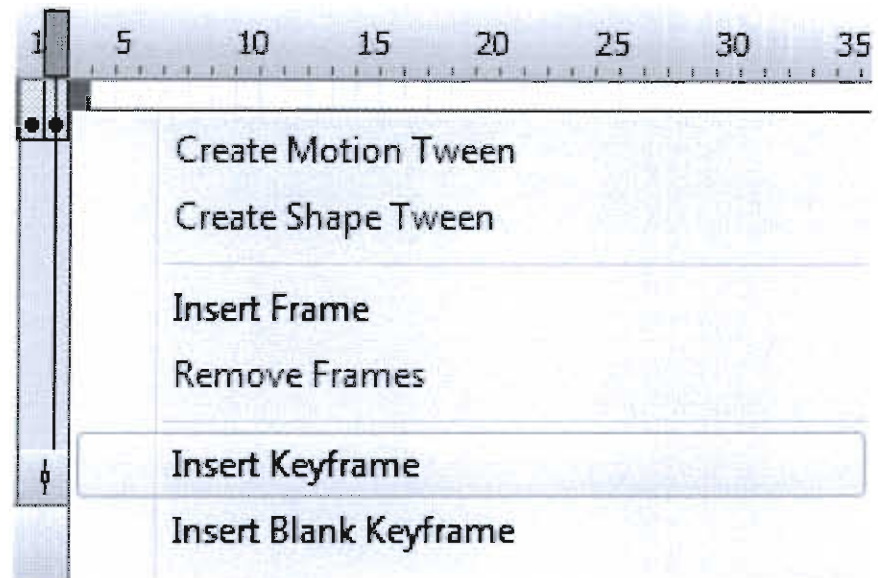 1 5 10 15 20 25 30 35
Create Motion Tween
Create Shape Tween
Insert Frame
Remove Frames
Insert Keyframe
Insert Blank Keyframe